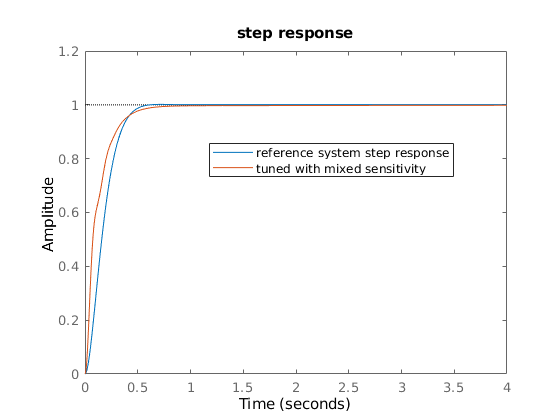 step response
1.2
1
0.8
0.6
0.4
0.2
0
Amplitude
reference system step response
tuned with mixed sensitivity
0 0.5 1 1.5 2 2.5 3 3.5 4
Time (seconds)